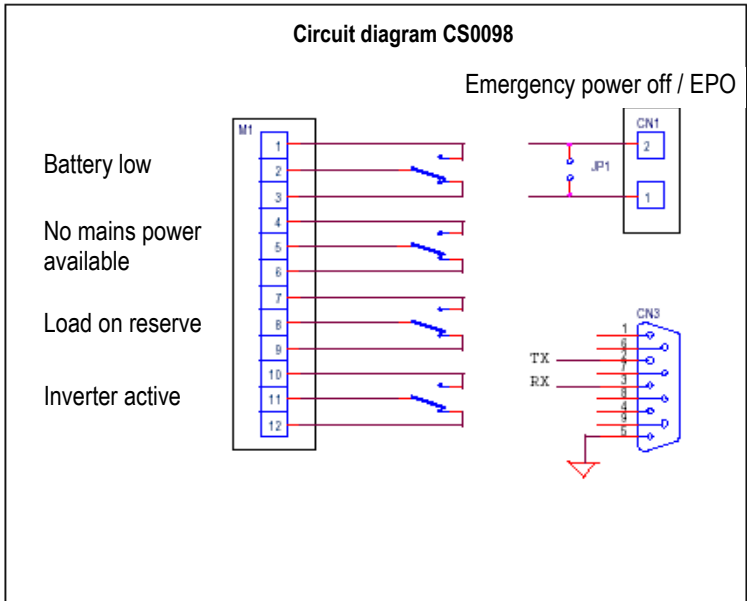 Circuit diagram CS0098
Emergency power off / EPO
M1
1
2
3
4
5
6
7
8
9
10
11
12
Battery low
No mains power
available
Load on reserve
Inverter active
CN1
2
JP1
1
CN3
1
6
TX 2
7
RX 3
8
4
9
5